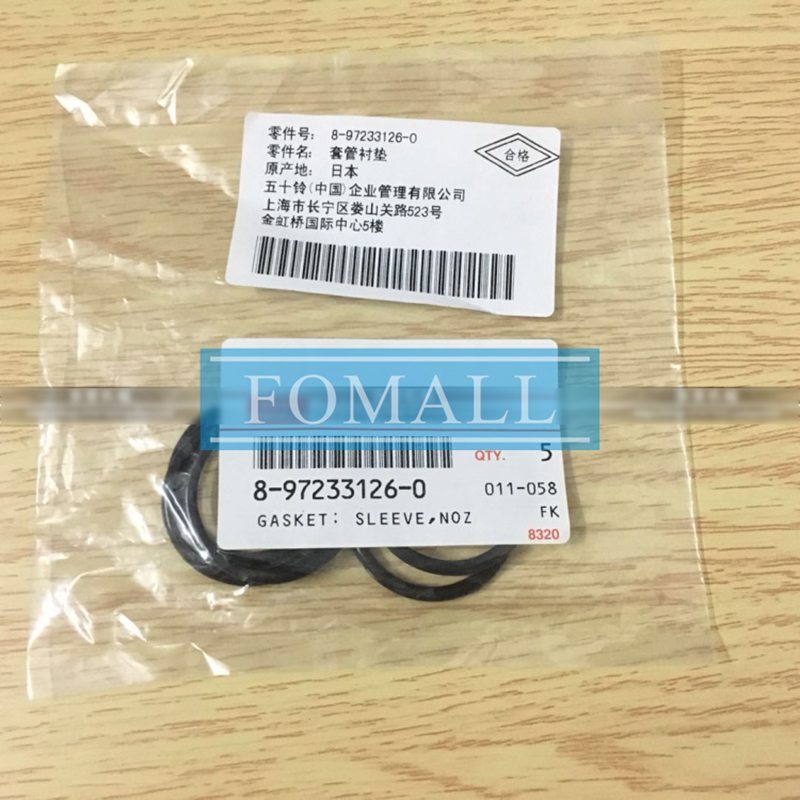 零件号: 8-97233126-0
零件名: 套管衬垫
原产地: 日本
合格
五十铃(中国)企业管理有限公司
上海市长宁区娄山关路523号
金虹桥国际中心5楼
FOMALL
QTY. 5
8-97233126-0 011-058
GASKET: SLEEVE,NOZ FK
8320